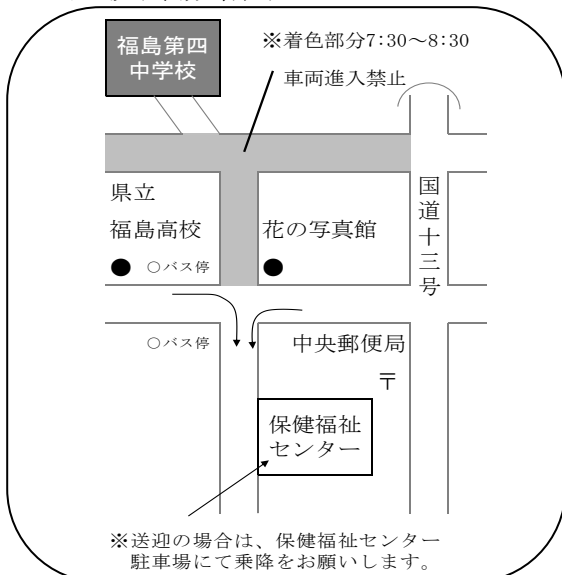 福島第四
中学校
※着色部分7:30～8:30
車両進入禁止
県立
福島高校
花の写真館
国道十三号
○バス停
○バス停
中央郵便局
〒
保健福祉
センター
※送迎の場合は、保健福祉センター
駐車場にて乗降をお願いします。